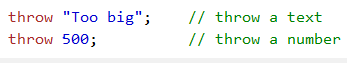 throw "Too big";    // throw a text
throw 500;          // throw a number